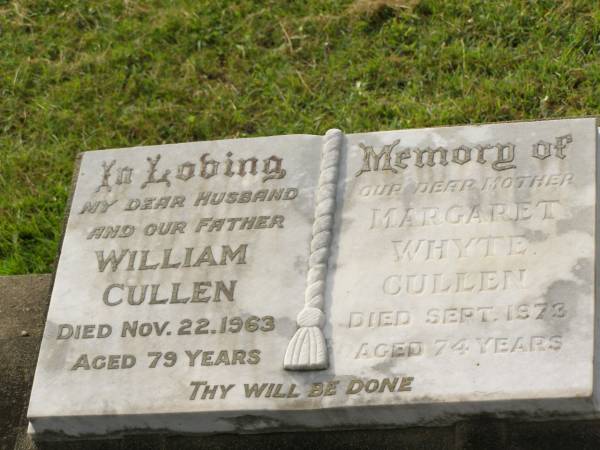 In Loving
MY DEAR HUSBAND
AND OUR FATHER
WILLIAM
CULLEN
DIED NOV. 22. 1963
AGED 79 YEARS
Memory of
OUR DEAR MOTHER
MARGARET
WHYTE
CULLEN
DIED SEPT. 1973
AGED 74 YEARS
THY WILL BE DONE